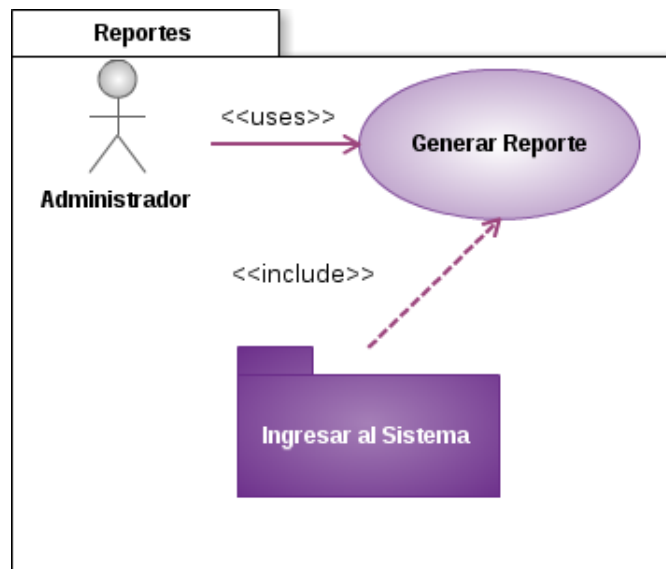 Reportes
<<uses>>
Generar Reporte
Administrador
<<include>>
Ingresar al Sistema